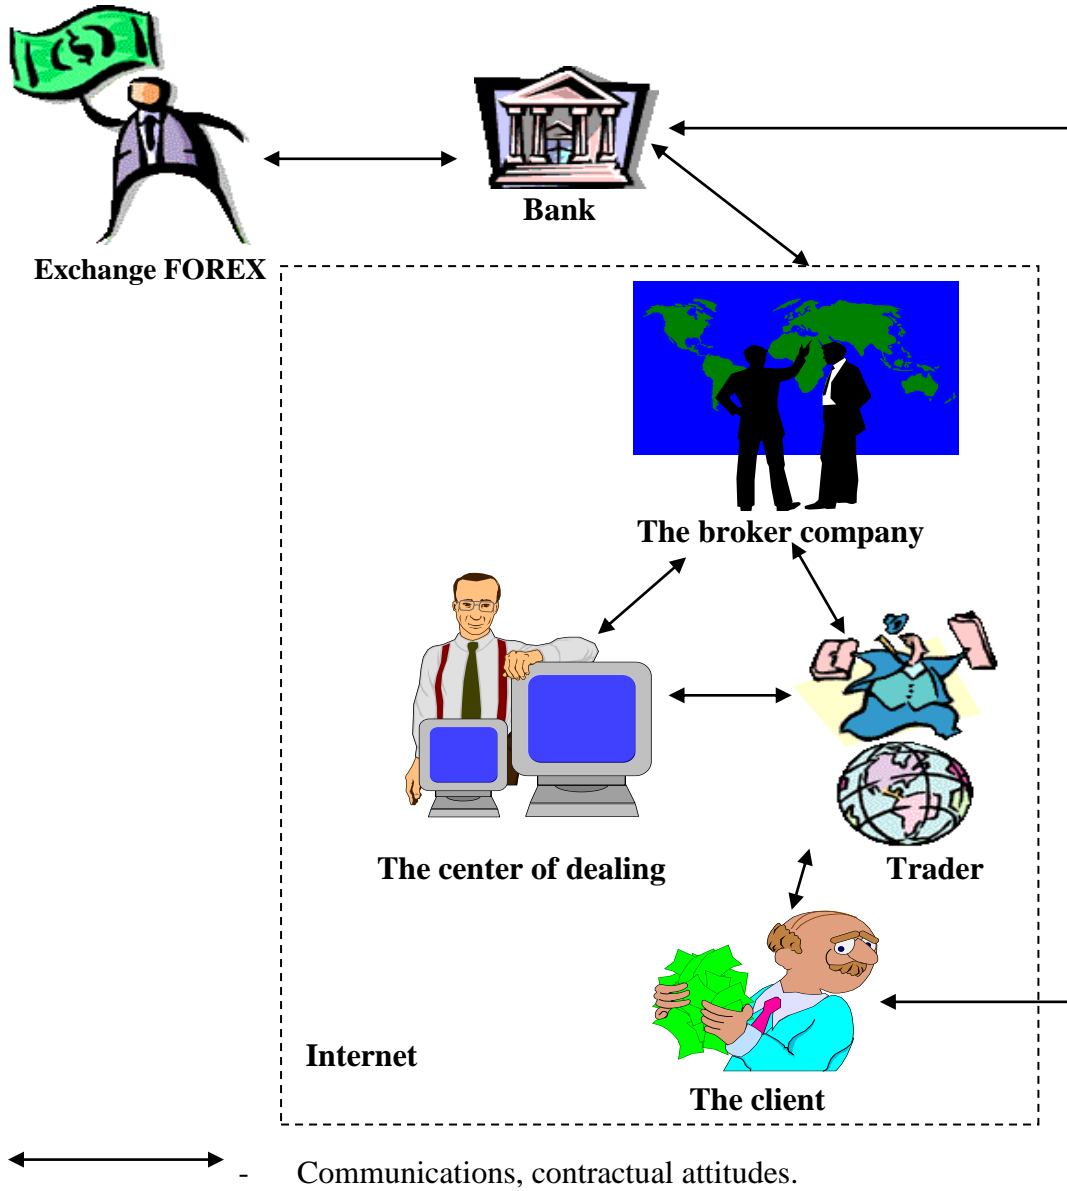 Bank
Exchange FOREX
The broker company
The center of dealing
Trader
Internet
The client
- Communications, contractual attitudes.